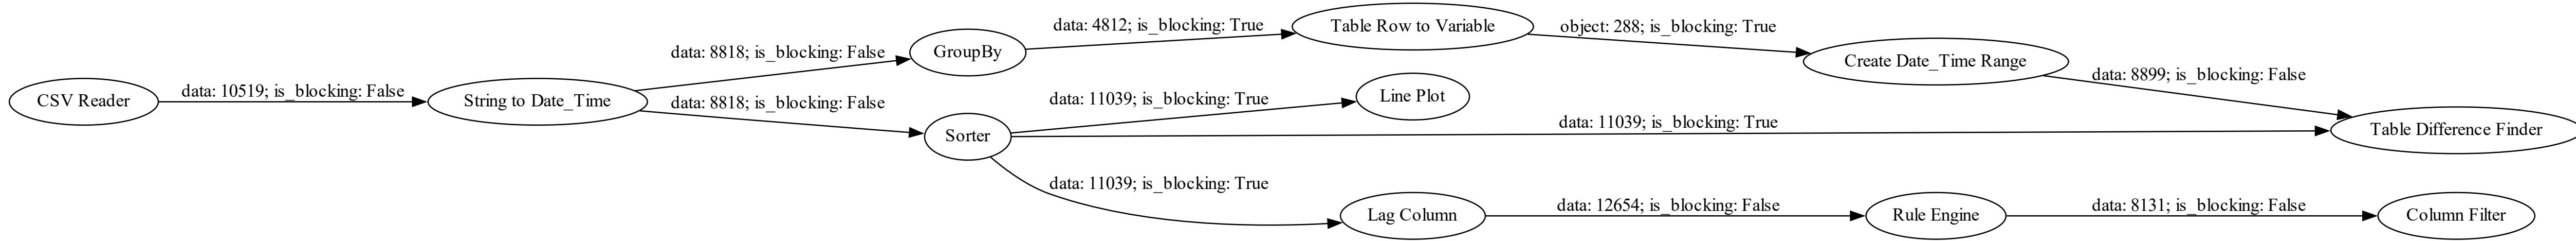 CSV Reader
data: 10519; is_blocking: False
String to Date_Time
data: 8818; is_blocking: False
GroupBy
data: 4812; is_blocking: True
Table Row to Variable
object: 288; is_blocking: True
Create Date_Time Range
data: 8899; is_blocking: False
data: 8818; is_blocking: False
Sorter
data: 11039; is_blocking: True
Line Plot
data: 11039; is_blocking: True
Table Difference Finder
data: 11039; is_blocking: True
Lag Column
data: 12654; is_blocking: False
Rule Engine
data: 8131; is_blocking: False
Column Filter